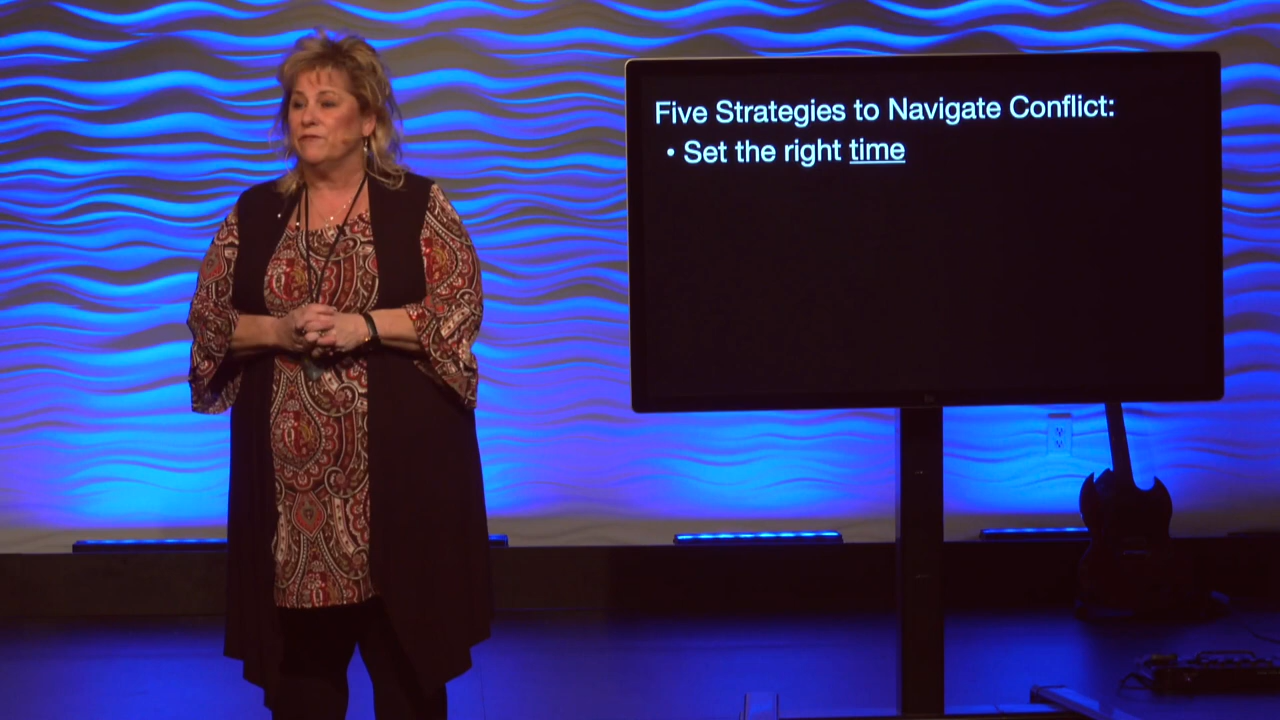 Five Strategies to Navigate Conflict:
• Set the right time